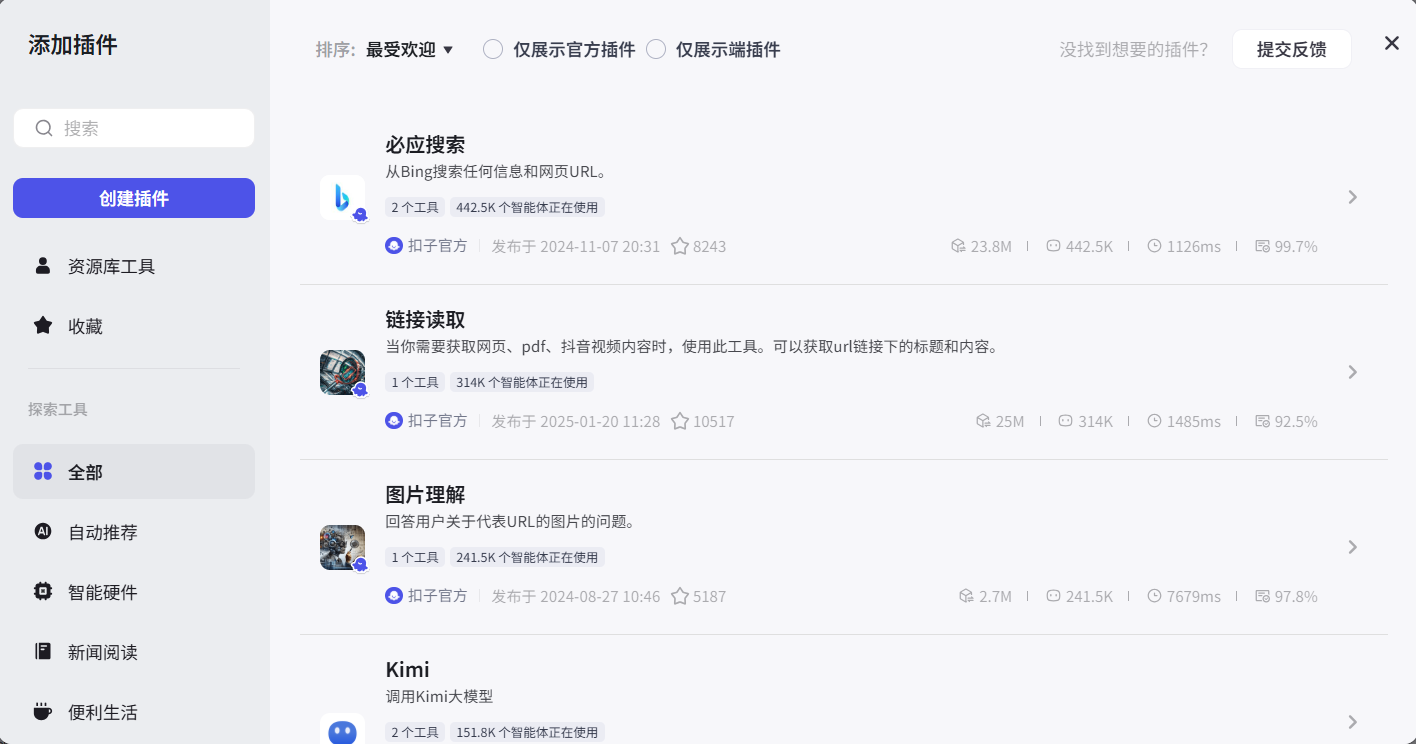 添加插件
搜索
创建插件
资源库工具
收藏
探索工具
全部
AI 自动推荐
智能硬件
新闻阅读
便利生活
排序: 最受欢迎 仅展示官方插件 仅展示端插件 没找到想要的插件? 提交反馈
必应搜索
从Bing搜索任何信息和网页URL。
2 个工具 442.5K 个智能体正在使用
扣子官方 发布于 2024-11-07 20:31 8243 23.8M 442.5K 1126ms 99.7%
链接读取
当你需要获取网页、pdf、抖音视频内容时，使用此工具。可以获取url链接下的标题和内容。
1 个工具 314K 个智能体正在使用
扣子官方 发布于 2025-01-20 11:28 10517 25M 314K 1485ms 92.5%
图片理解
回答用户关于代表URL的图片的问题。
1 个工具 241.5K 个智能体正在使用
扣子官方 发布于 2024-08-27 10:46 5187 2.7M 241.5K 7679ms 97.8%
Kimi
调用Kimi大模型
2 个工具 151.8K 个智能体正在使用